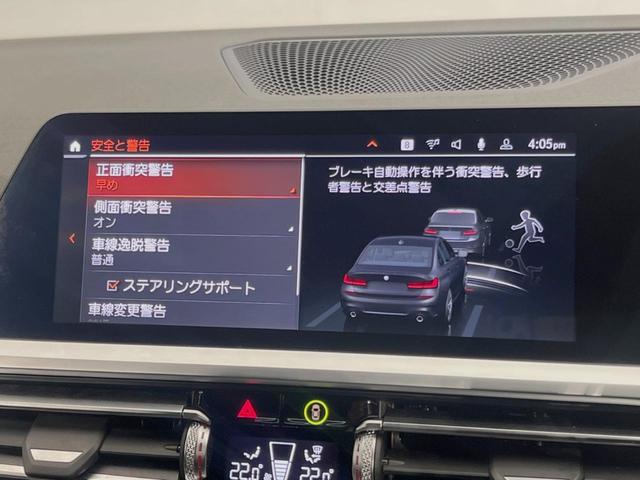 安全と警告
8
4:05pm
正面衝突警告
早め
側面衝突警告
オン
車線逸脱警告
普通
ステアリングサポート
車線変更警告
ブレーキ自動操作を伴う衝突警告、歩行
者警告と交差点警告
22.0
22.0